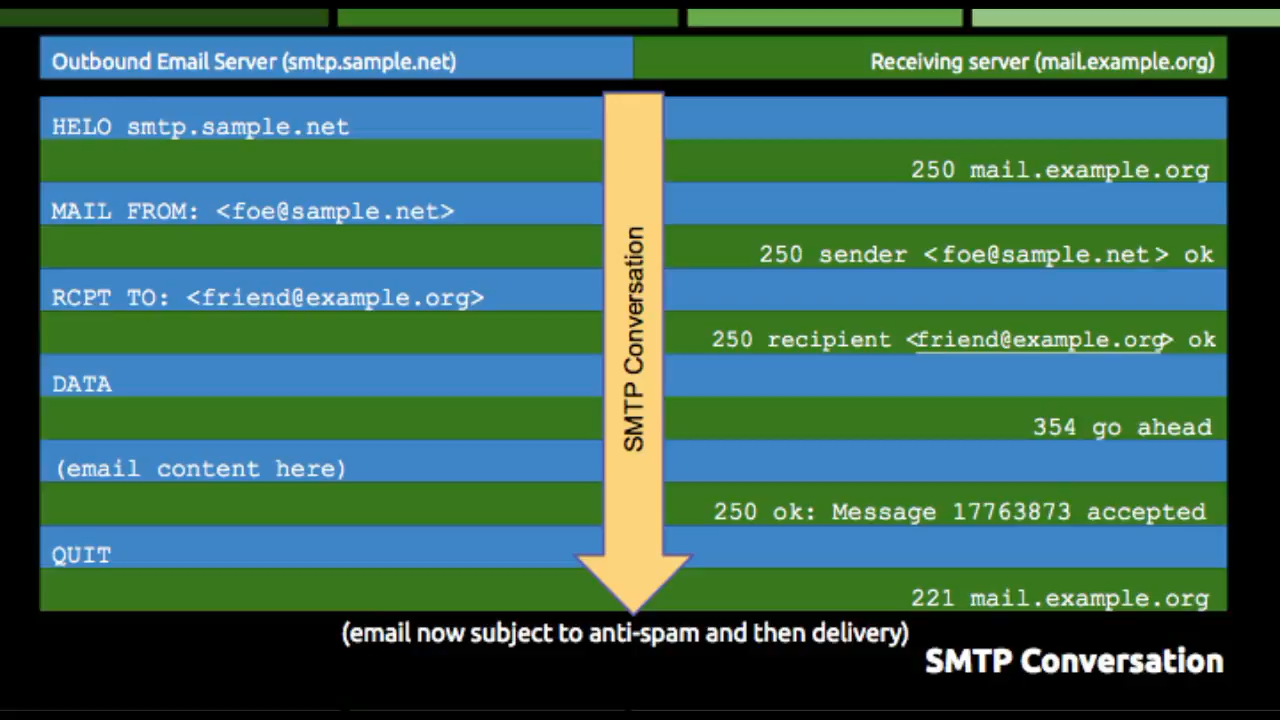 Outbound Email Server (smtp.sample.net)
Receiving server (mail.example.org)
HELO smtp.sample.net
250 mail.example.org
MAIL FROM: <foe@sample.net>
250 sender <foe@sample.net> ok
RCPT TO: <friend@example.org>
250 recipient <friend@example.org> ok
DATA
354 go ahead
(email content here)
250 ok: Message 17763873 accepted
QUIT
221 mail.example.org
SMTP Conversation
(email now subject to anti-spam and then delivery)
SMTP Conversation